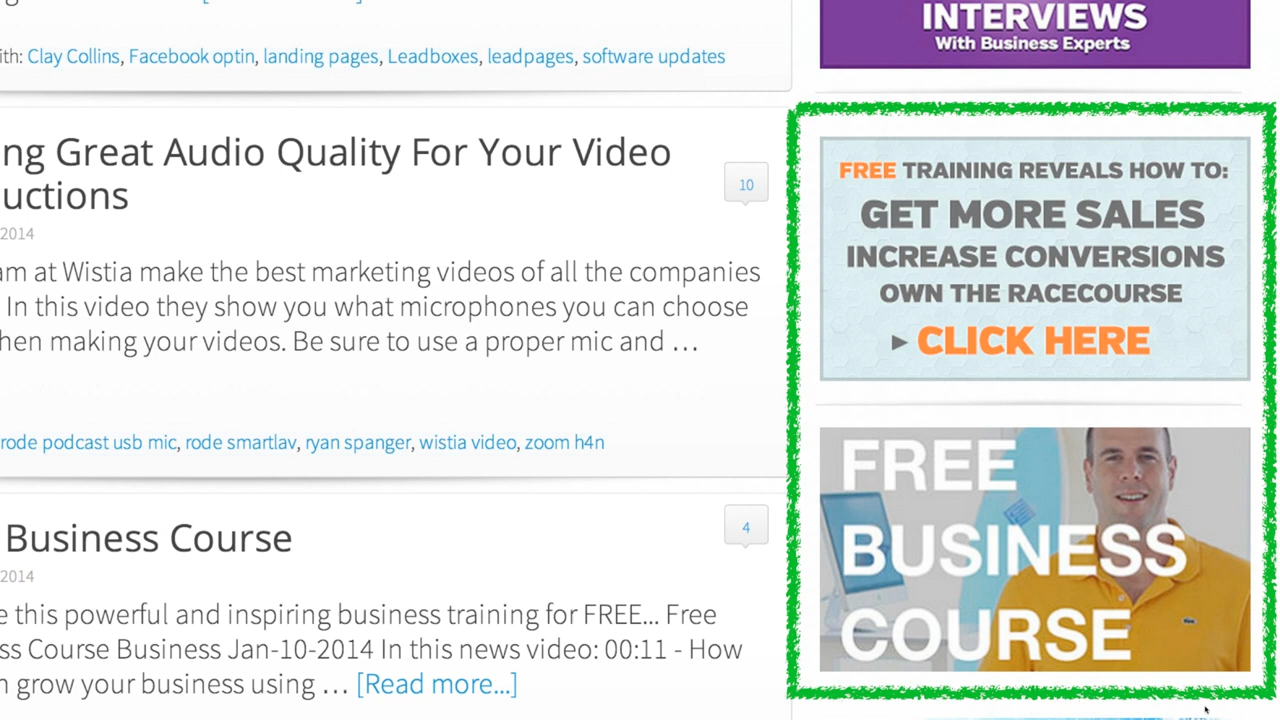 ith: Clay Collins, Facebook optin, landing pages, Leadboxes, leadpages, software updates
ng Great Audio Quality For Your Video
uctions
10
2014
am at Wistia make the best marketing videos of all the companies
In this video they show you what microphones you can choose
hen making your videos. Be sure to use a proper mic and …
rode podcast usb mic, rode smartlav, ryan spanger, wistia video, zoom h4n
Business Course
4
2014
e this powerful and inspiring business training for FREE... Free
ss Course Business Jan-10-2014 In this news video: 00:11 - How
n grow your business using … [Read more...]
INTERVIEWS
With Business Experts
FREE TRAINING REVEALS HOW TO:
GET MORE SALES
INCREASE CONVERSIONS
OWN THE RACECOURSE
► CLICK HERE
FREE
BUSINESS
COURSE